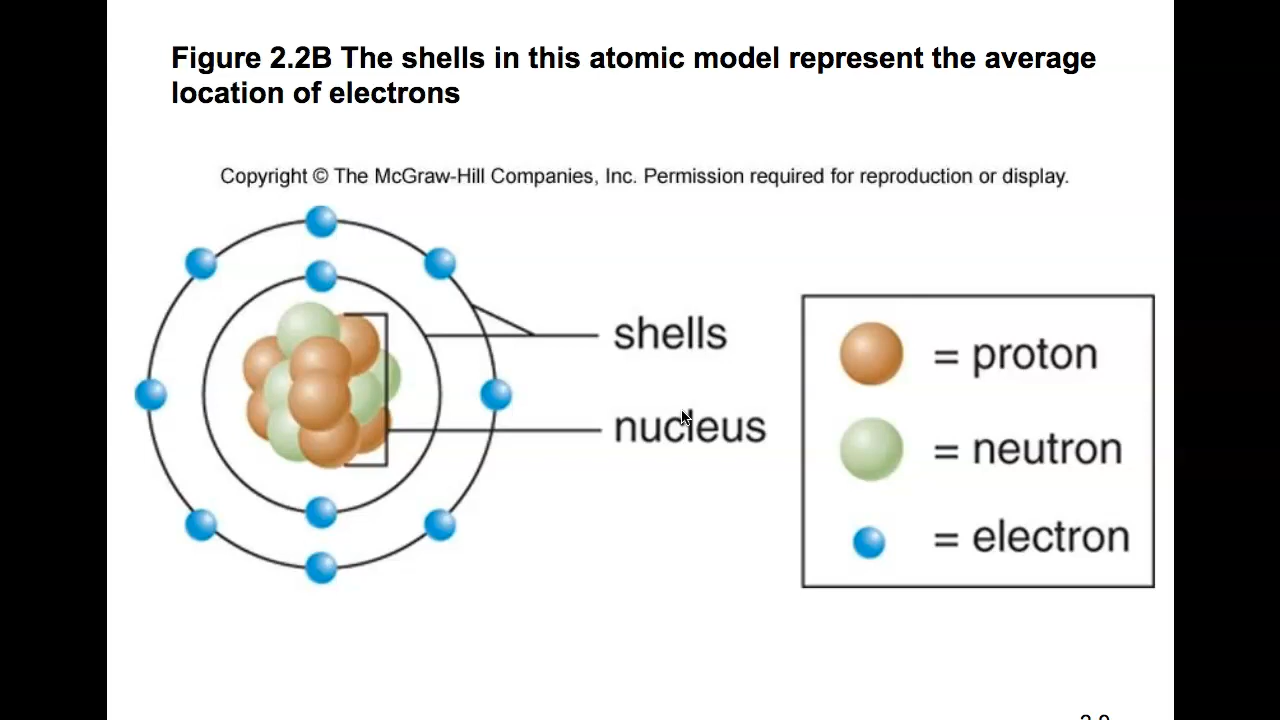 Figure 2.2B The shells in this atomic model represent the average
location of electrons
Copyright © The McGraw-Hill Companies, Inc. Permission required for reproduction or display.
shells
nucleus
= proton
= neutron
= electron